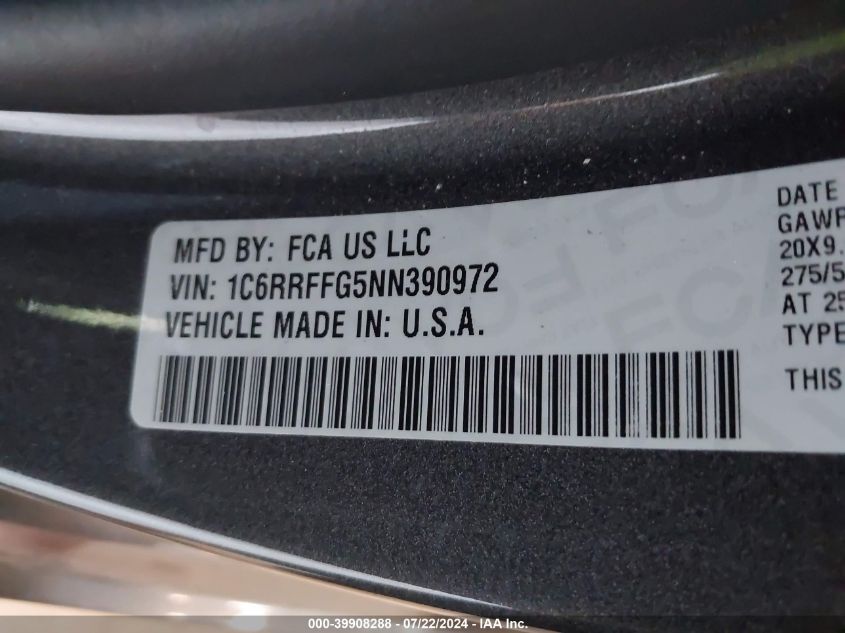 MFD BY: FCA US LLC
VIN: 1C6RRFFG5NN390972
VEHICLE MADE IN: U.S.A.
DATE
GAWR
20X9.
275/5
AT 25
TYPE
THIS
000-39908288 - 07/22/2024 - IAA Inc.